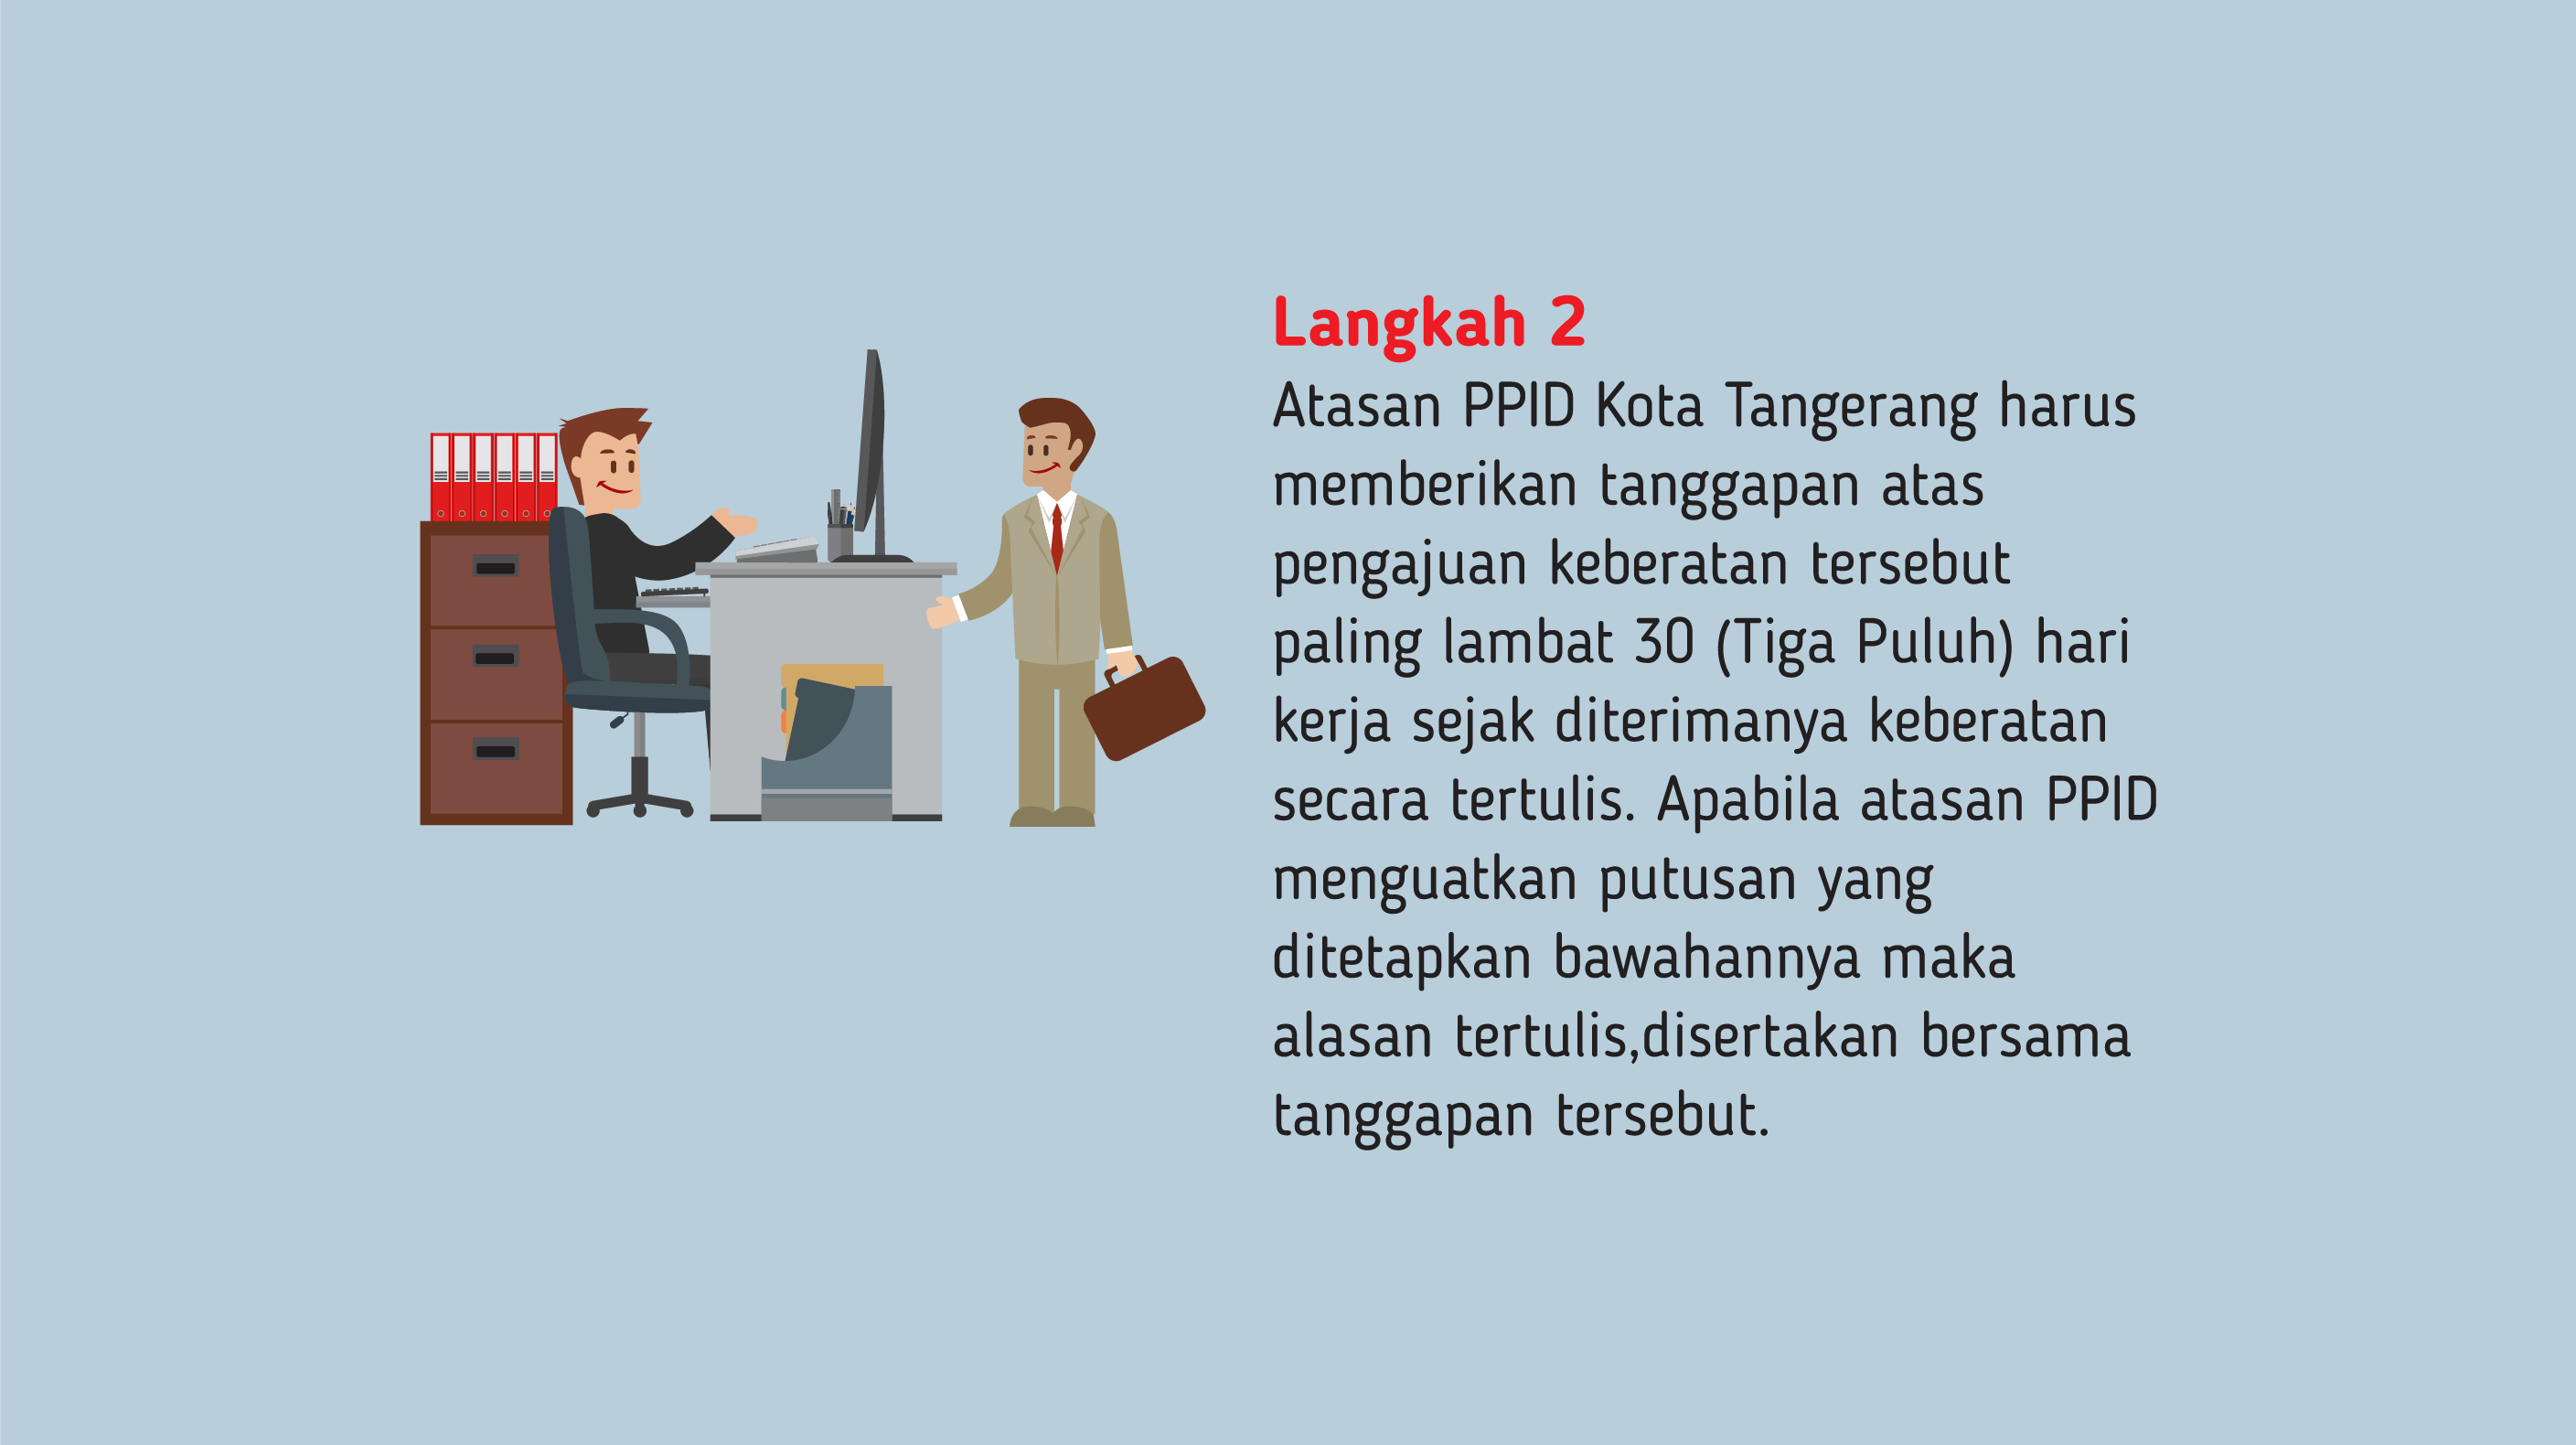 Langkah 2
Atasan PPID Kota Tangerang harus
memberikan tanggapan atas
pengajuan keberatan tersebut
paling lambat 30 (Tiga Puluh) hari
kerja sejak diterimanya keberatan
secara tertulis. Apabila atasan PPID
menguatkan putusan yang
ditetapkan bawahannya maka
alasan tertulis,disertakan bersama
tanggapan tersebut.